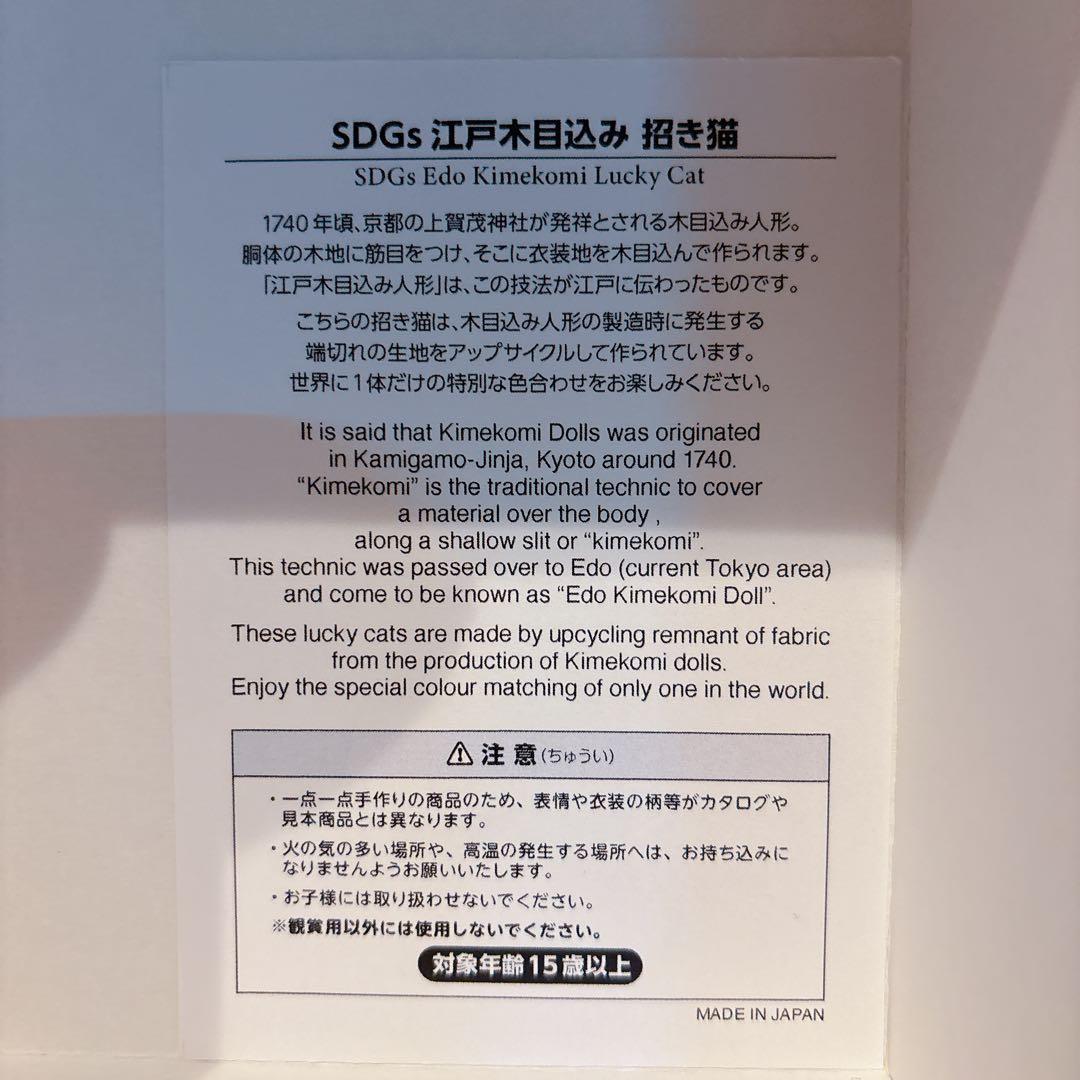 SDGs 江戸木目込み 招き猫
SDGs Edo Kimekomi Lucky Cat
1740年頃、京都の上賀茂神社が発祥とされる木目込み人形。
胴体の木地に筋目をつけ、そこに衣装地を木目込んで作られます。
「江戸木目込み人形」は、この技法が江戸に伝わったものです。
こちらの招き猫は、木目込み人形の製造時に発生する
端切れの生地をアップサイクルして作られています。
世界に1体だけの特別な色合わせをお楽しみください。
It is said that Kimekomi Dolls was originated
in Kamigamo-Jinja, Kyoto around 1740.
“Kimekomi” is the traditional technic to cover
a material over the body ,
along a shallow slit or “kimekomi”.
This technic was passed over to Edo (current Tokyo area)
and come to be known as “Edo Kimekomi Doll”.
These lucky cats are made by upcycling remnant of fabric
from the production of Kimekomi dolls.
Enjoy the special colour matching of only one in the world.
⚠ 注意(ちゅうい)
・一点一点手作りの商品のため、表情や衣装の柄等がカタログや
見本商品とは異なります。
・火の気の多い場所や、高温の発生する場所へは、お持ち込みに
なりませんようお願いいたします。
・お子様には取り扱わせないでください。
※観賞用以外には使用しないでください。
対象年齢15歳以上
MADE IN JAPAN